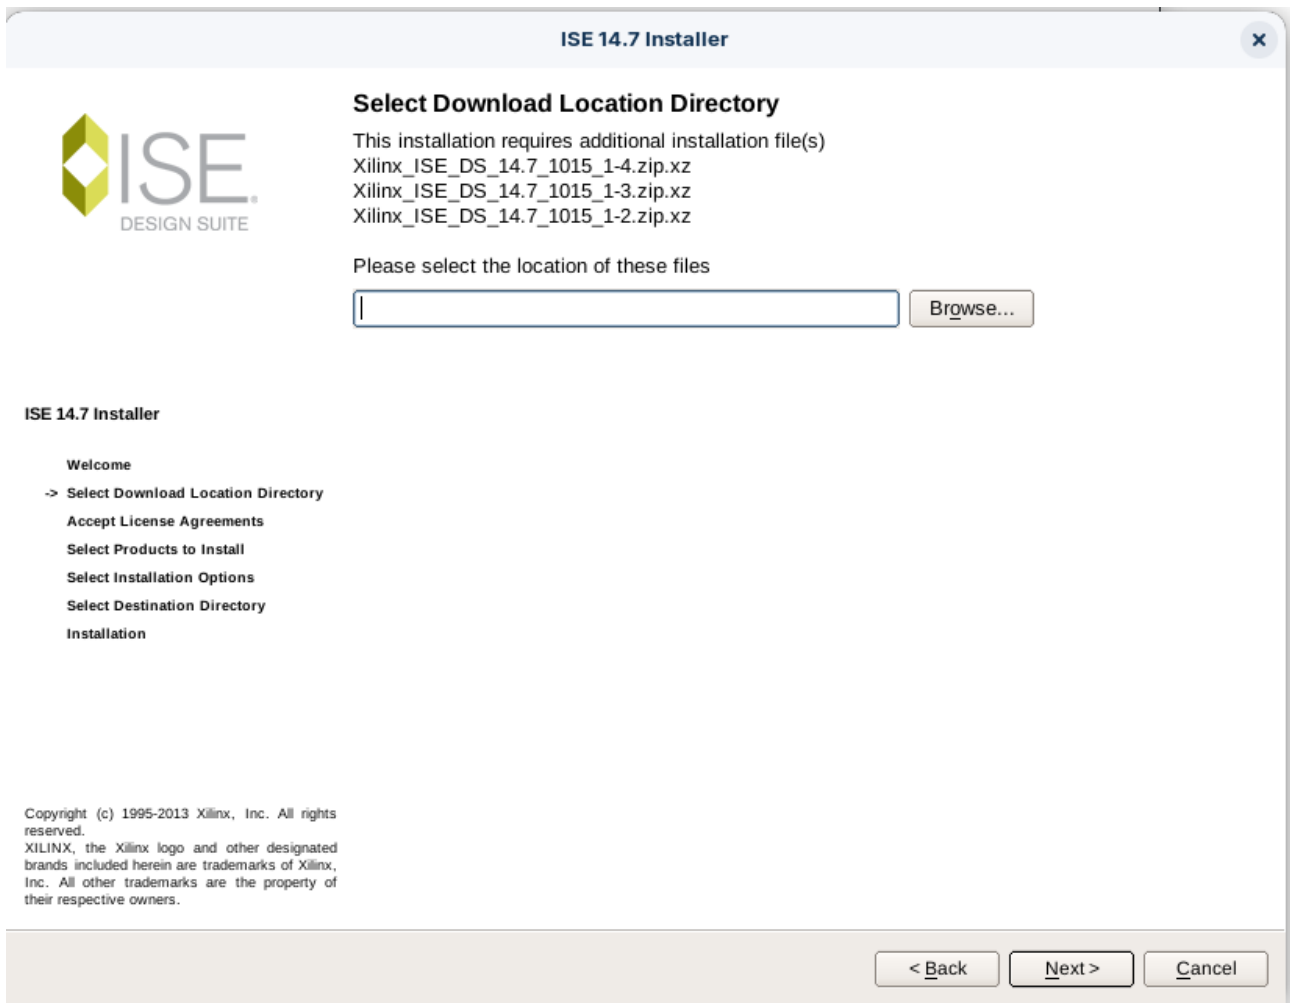 ISE 14.7 Installer
ISE.
DESIGN SUITE
Select Download Location Directory
This installation requires additional installation file(s)
Xilinx_ISE_DS_14.7_1015_1-4.zip.xz
Xilinx_ISE_DS_14.7_1015_1-3.zip.xz
Xilinx_ISE_DS_14.7_1015_1-2.zip.xz
Please select the location of these files
Browse...
ISE 14.7 Installer
Welcome
-> Select Download Location Directory
Accept License Agreements
Select Products to Install
Select Installation Options
Select Destination Directory
Installation
Copyright (c) 1995-2013 Xilinx, Inc. All rights
reserved.
XILINX, the Xilinx logo and other designated
brands included herein are trademarks of Xilinx,
Inc. All other trademarks are the property of
their respective owners.
< Back
Next >
Cancel